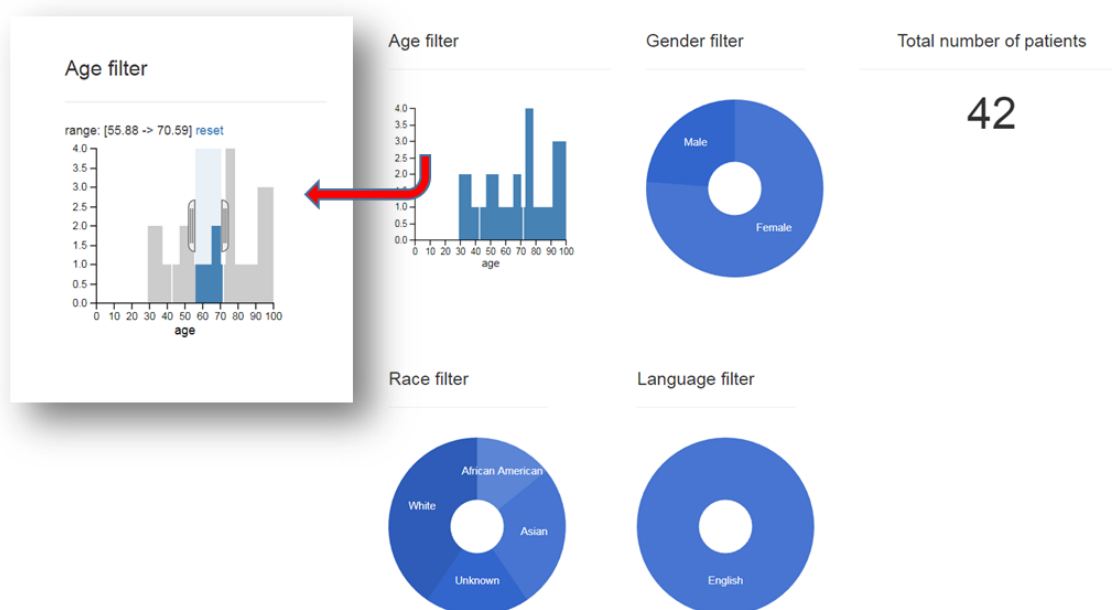 Age filter
range: [55.88 -> 70.59] reset
4.0
3.5
3.0
2.5
2.0
1.5
1.0
0.5
0.0
0 10 20 30 40 50 60 70 80 90 100
age
Age filter
4.0
3.5
3.0
2.5
2.0
1.5
1.0
0.5
0.0
0 10 20 30 40 50 60 70 80 90 100
age
Gender filter
Male
Female
Total number of patients
42
Race filter
African American
White
Asian
Unknown
Language filter
English